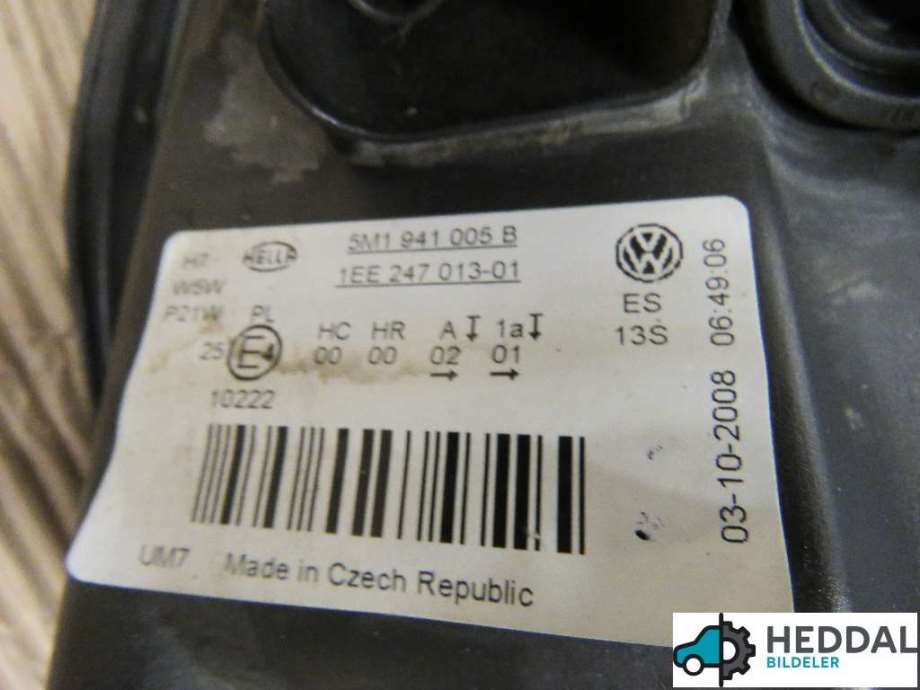 H7 HELLA 5M1 941 005 B
W5W 1EE 247 013-01
P21W PL HC HR A 1a ES
25 E4 00 00 02 01 13S
10222
UM7 Made in Czech Republic
03-10-2008 06:49:06
HEDDAL
BILDELER